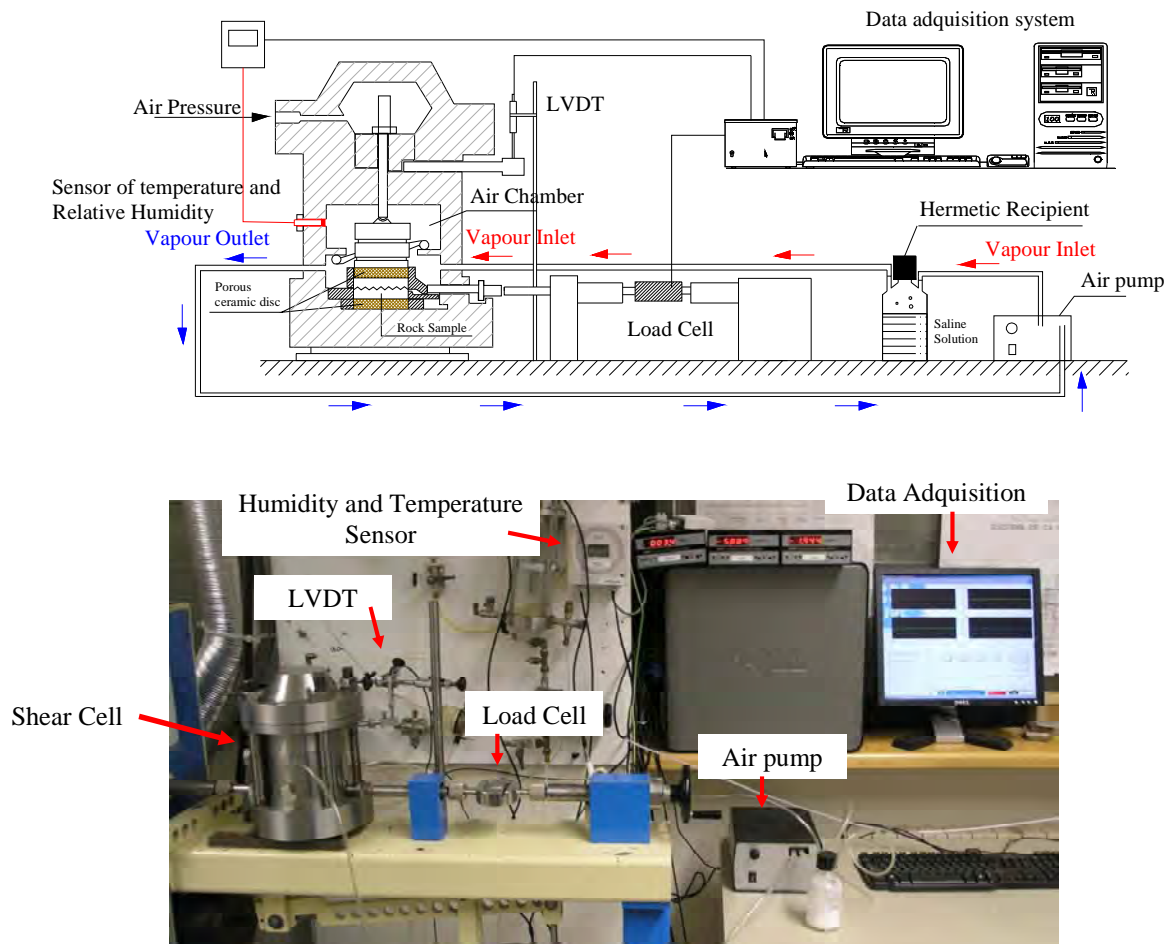 Data adquisition system
LVDT
Air Pressure
Sensor of temperature and
Relative Humidity
Air Chamber
Hermetic Recipient
Vapour Outlet
Vapour Inlet
Vapour Inlet
Air pump
Porous
ceramic disc
Rock Sample
Load Cell
Saline
Solution
Humidity and Temperature
Sensor
Data Adquisition
LVDT
Shear Cell
Load Cell
Air pump
DELL